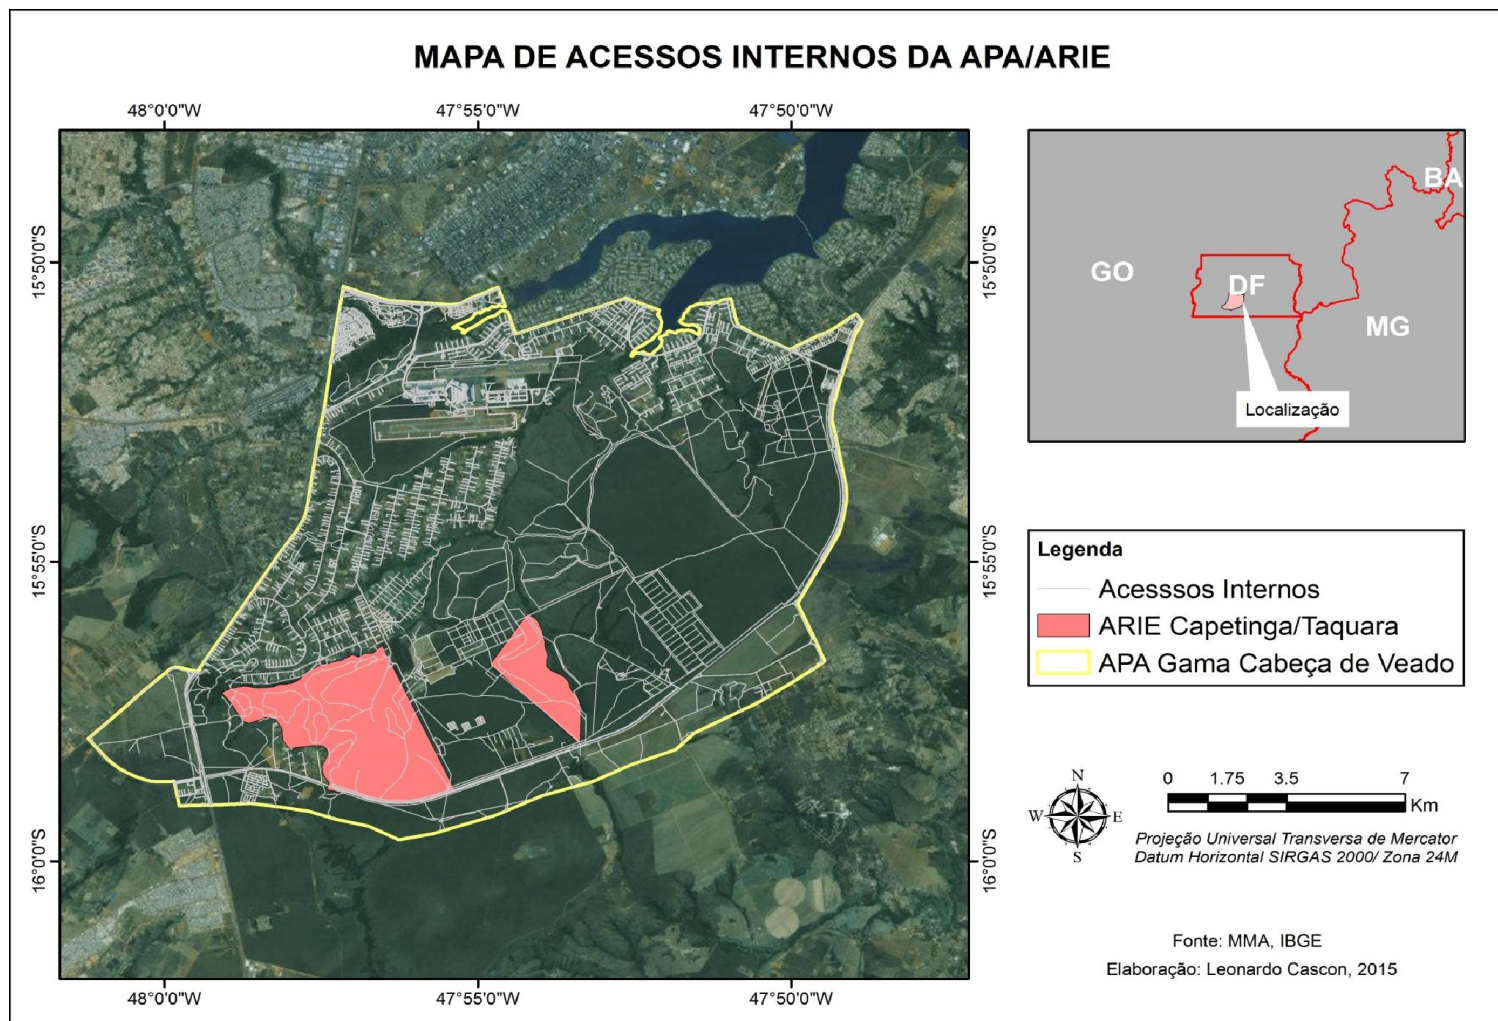 MAPA DE ACESSOS INTERNOS DA APA/ARIE
48°0'0"W
47°55'0"W
47°50'0"W
15°50'0"S
15°50'0"S
15°55'0"S
15°55'0"S
16°0'0"S
16°0'0"S
48°0'0"W
47°55'0"W
47°50'0"W
BA
GO
DF
MG
Localização
Legenda
Acesssos Internos
ARIE Capetinga/Taquara
APA Gama Cabeça de Veado
N
W
E
S
0 1.75 3.5 7
Km
Projeção Universal Transversa de Mercator
Datum Horizontal SIRGAS 2000/ Zona 24M
Fonte: MMA, IBGE
Elaboração: Leonardo Cascon, 2015